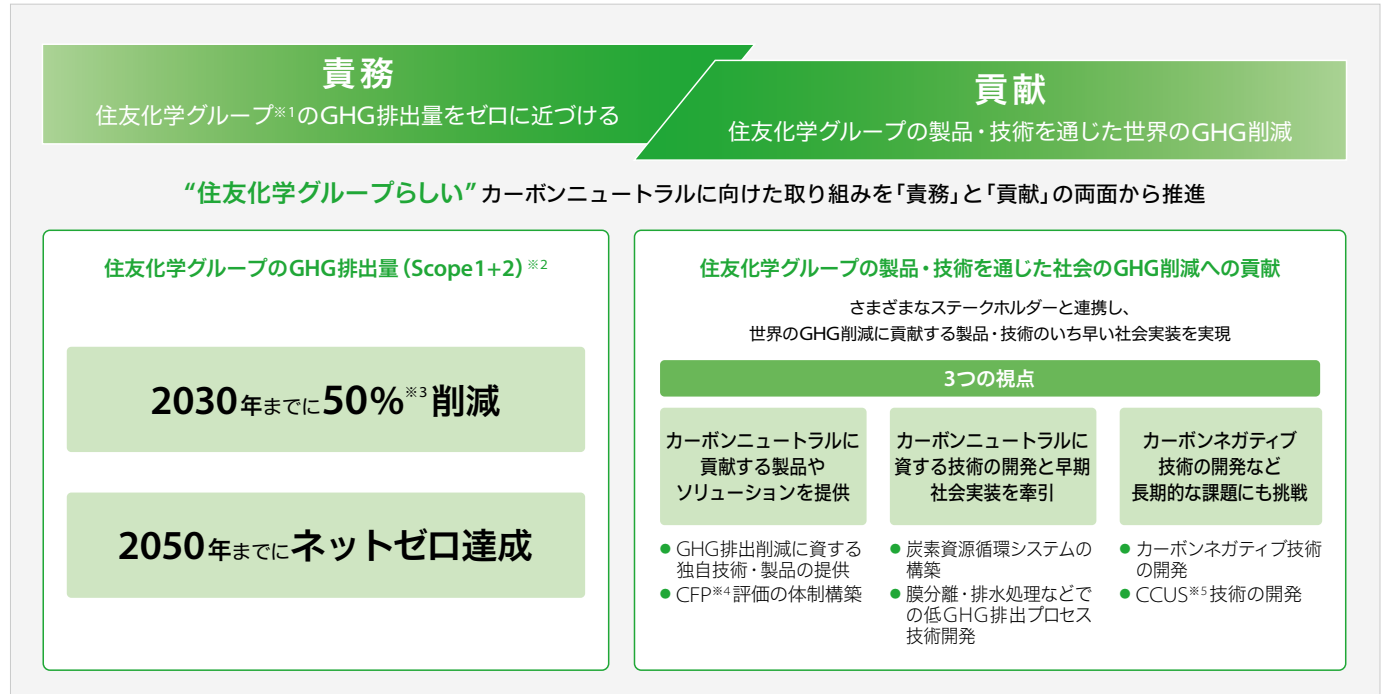 責務
住友化学グループ※1のGHG排出量をゼロに近づける
貢献
住友化学グループの製品・技術を通じた世界のGHG削減
“住友化学グループらしい”カーボンニュートラルに向けた取り組みを「責務」と「貢献」の両面から推進
住友化学グループのGHG排出量（Scope1+2）※2
2030年までに50%※3削減
2050年までにネットゼロ達成
住友化学グループの製品・技術を通じた社会のGHG削減への貢献
さまざまなステークホルダーと連携し、
世界のGHG削減に貢献する製品・技術のいち早い社会実装を実現
3つの視点
カーボンニュートラルに
貢献する製品や
ソリューションを提供
● GHG排出削減に資する
独自技術・製品の提供
● CFP※4評価の体制構築
カーボンニュートラルに
資する技術の開発と早期
社会実装を牽引
● 炭素資源循環システムの
構築
● 膜分離・排水処理などで
の低GHG排出プロセス
技術開発
カーボンネガティブ
技術の開発など
長期的な課題にも挑戦
● カーボンネガティブ技術
の開発
● CCUS※5技術の開発